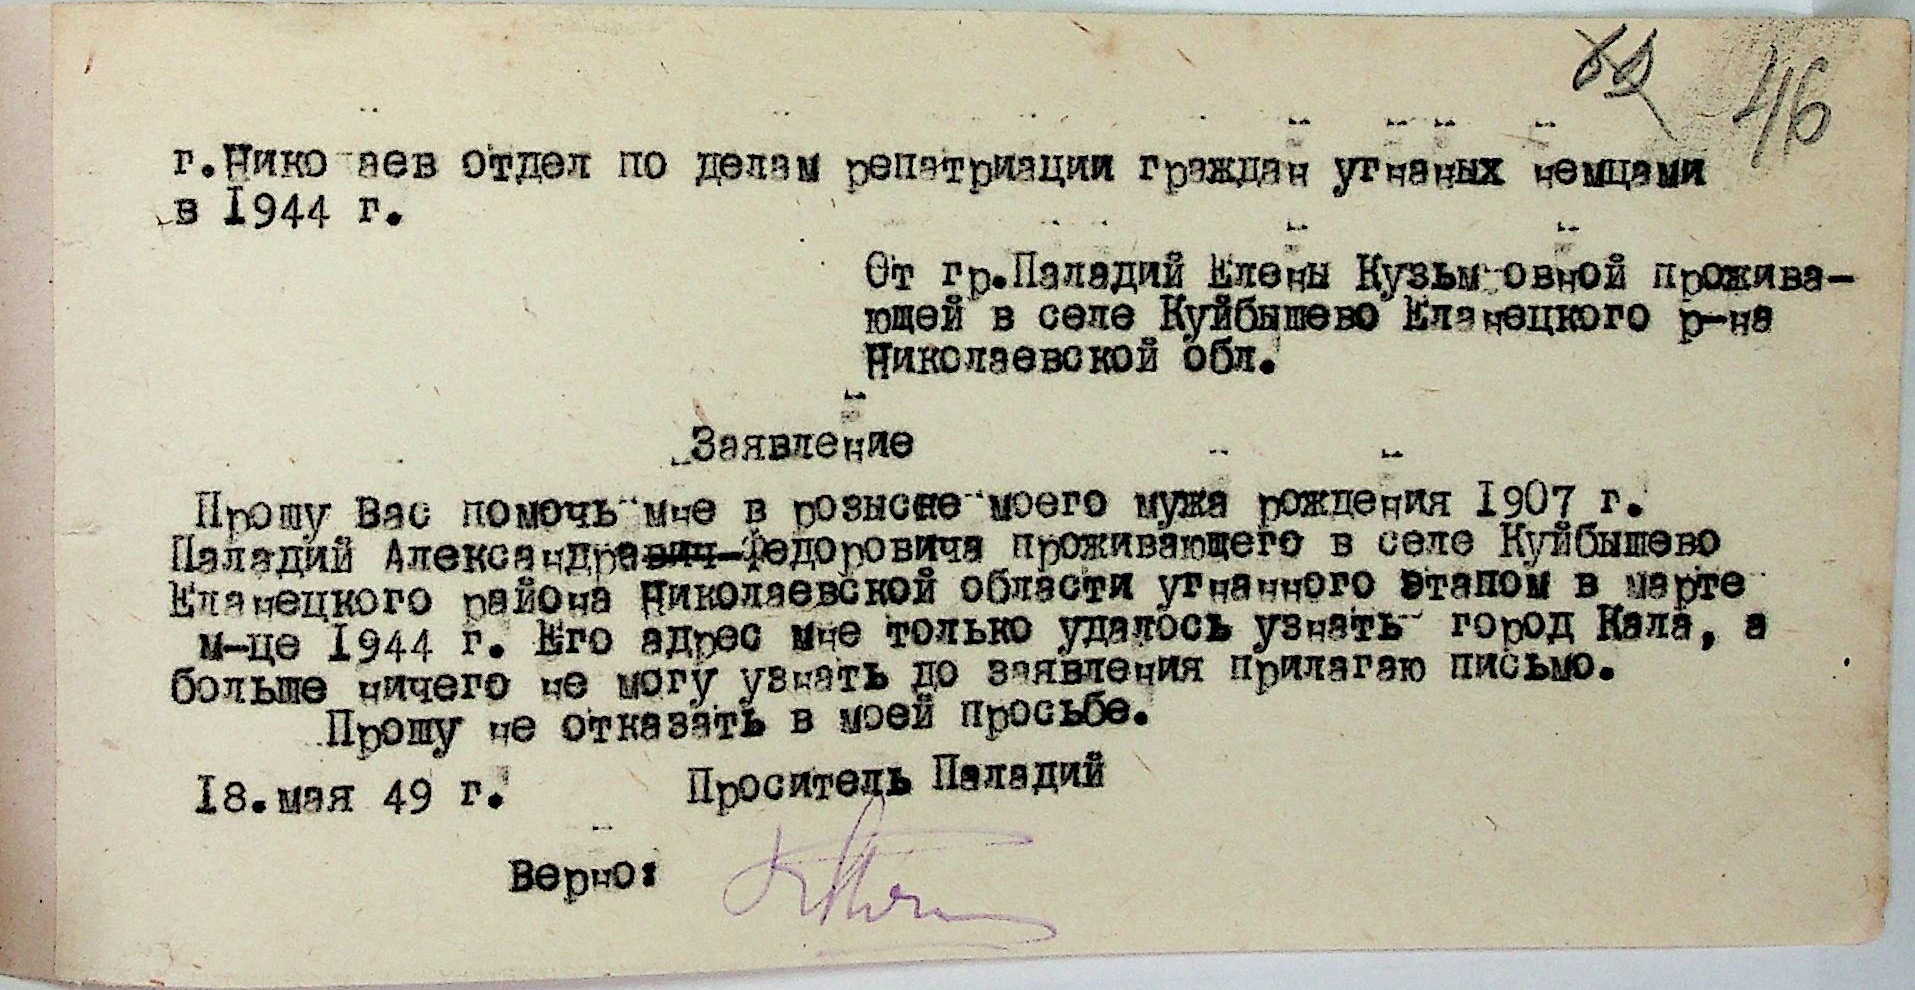 46
г.Николаев отдел по делам репатриации граждан угнаных немцами
в 1944 г.
От гр.Паладий Елены Кузьмовной прожива-
ющей в селе Куйбышево Еланецкого р-на
Николаевской обл.
Заявление
Прошу Вас помочь мне в розыске моего мужа рождения 1907 г.
Паладий Александравич-Федоровича проживающего в селе Куйбышево
Еланецкого района Николаевской области угнанного этапом в марте
м-це 1944 г. Его адрес мне только удалось узнать город Кала, а
больше ничего не могу узнать до заявления прилагаю письмо.
Прошу не отказать в моей просьбе.
18.мая 49 г. Проситель Паладий
Верно: